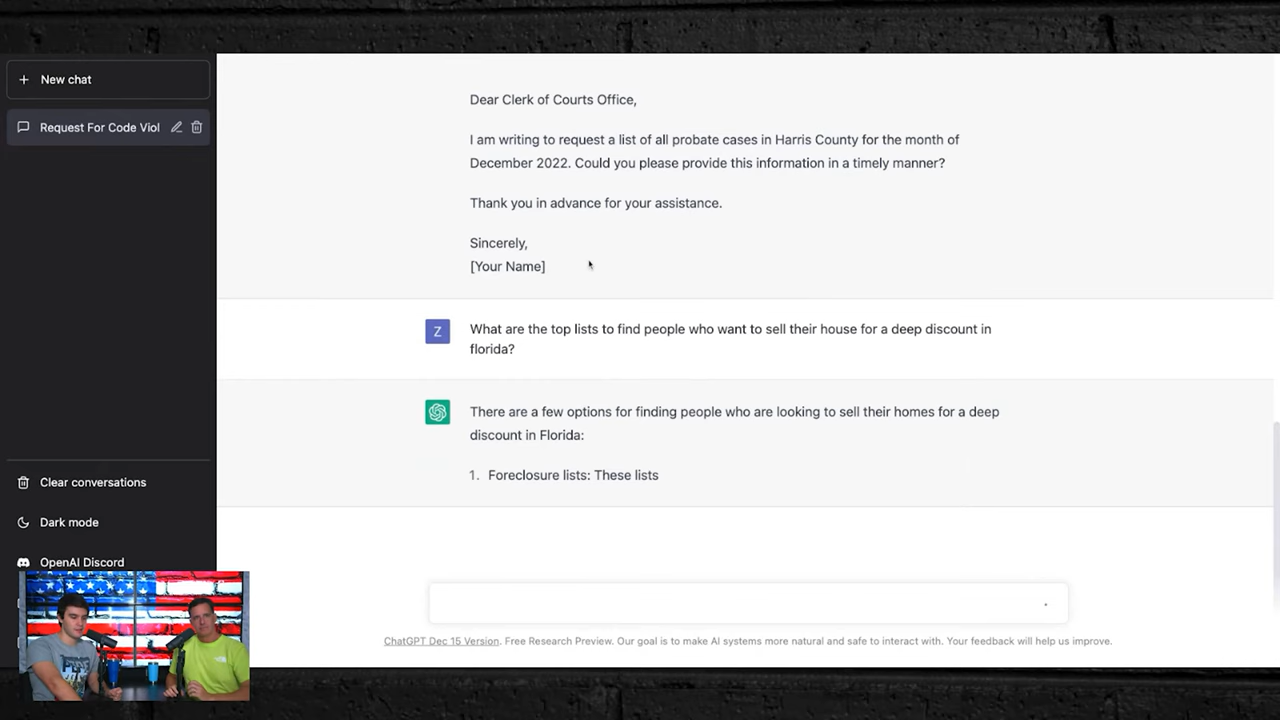 New chat
Request For Code Viol
Clear conversations
Dark mode
OpenAI Discord
Dear Clerk of Courts Office,
I am writing to request a list of all probate cases in Harris County for the month of
December 2022. Could you please provide this information in a timely manner?
Thank you in advance for your assistance.
Sincerely,
[Your Name]
Z
What are the top lists to find people who want to sell their house for a deep discount in
florida?
There are a few options for finding people who are looking to sell their homes for a deep
discount in Florida:
1. Foreclosure lists: These lists
ChatGPT Dec 15 Version. Free Research Preview. Our goal is to make AI systems more natural and safe to interact with. Your feedback will help us improve.